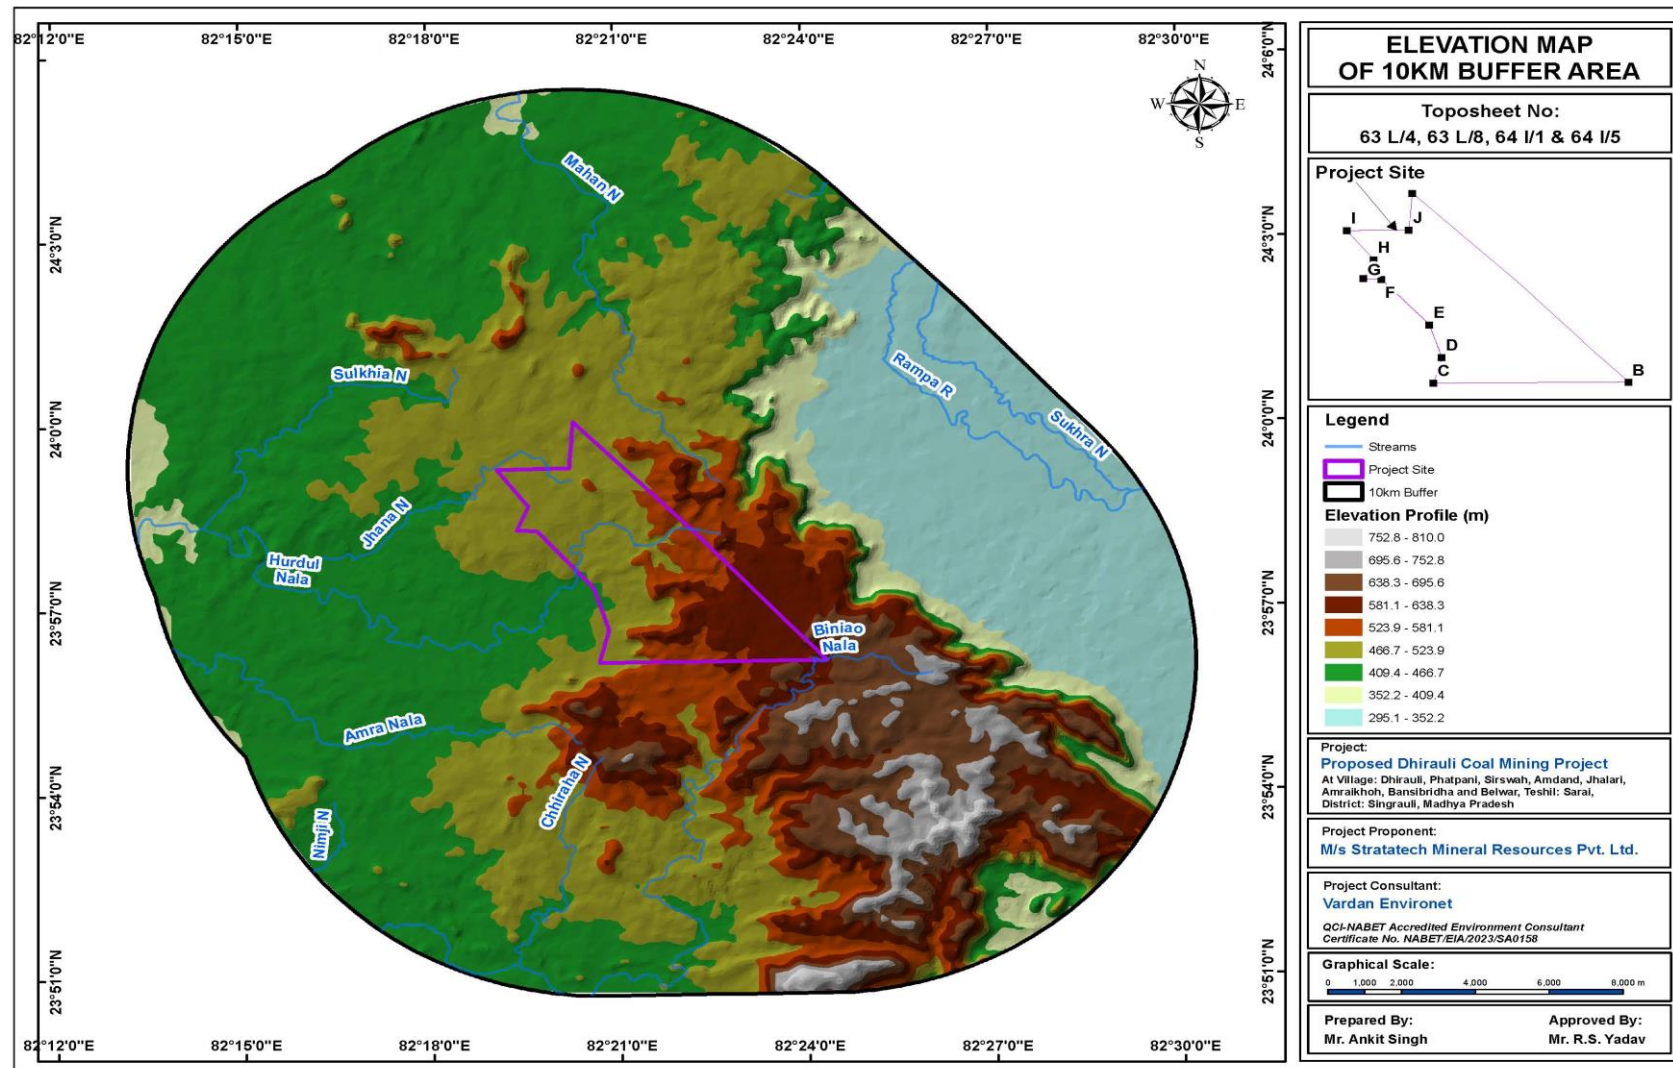 82°12'0"E
82°15'0"E
82°18'0"E
82°21'0"E
82°24'0"E
82°27'0"E
82°30'0"E
24°6'0"N
24°3'0"N
24°3'0"N
24°0'0"N
24°0'0"N
23°57'0"N
23°57'0"N
23°54'0"N
23°54'0"N
23°51'0"N
23°51'0"N
82°12'0"E
82°15'0"E
82°18'0"E
82°21'0"E
82°24'0"E
82°27'0"E
82°30'0"E
N
W
E
S
Mahan N
Sulkhia N
Rampa R
Sukhra N
Jhana N
Hurdul
Nala
Biniao
Nala
Amra Nala
Chhiraha N
Nimji N
ELEVATION MAP
OF 10KM BUFFER AREA
Toposheet No:
63 L/4, 63 L/8, 64 I/1 & 64 I/5
Project Site
I
J
H
G
F
E
D
C
B
Legend
Streams
Project Site
10km Buffer
Elevation Profile (m)
752.8 - 810.0
695.6 - 752.8
638.3 - 695.6
581.1 - 638.3
523.9 - 581.1
466.7 - 523.9
409.4 - 466.7
352.2 - 409.4
295.1 - 352.2
Project:
Proposed Dhirauli Coal Mining Project
At Village: Dhirauli, Phatpani, Sirswah, Amdand, Jhalari,
Amraikhoh, Bansibridha and Belwar, Teshil: Sarai,
District: Singrauli, Madhya Pradesh
Project Proponent:
M/s Stratatech Mineral Resources Pvt. Ltd.
Project Consultant:
Vardan Environet
QCI-NABET Accredited Environment Consultant
Certificate No. NABET/EIA/2023/SA0158
Graphical Scale:
0 1,000 2,000 4,000 6,000 8,000 m
Prepared By: Approved By:
Mr. Ankit Singh Mr. R.S. Yadav